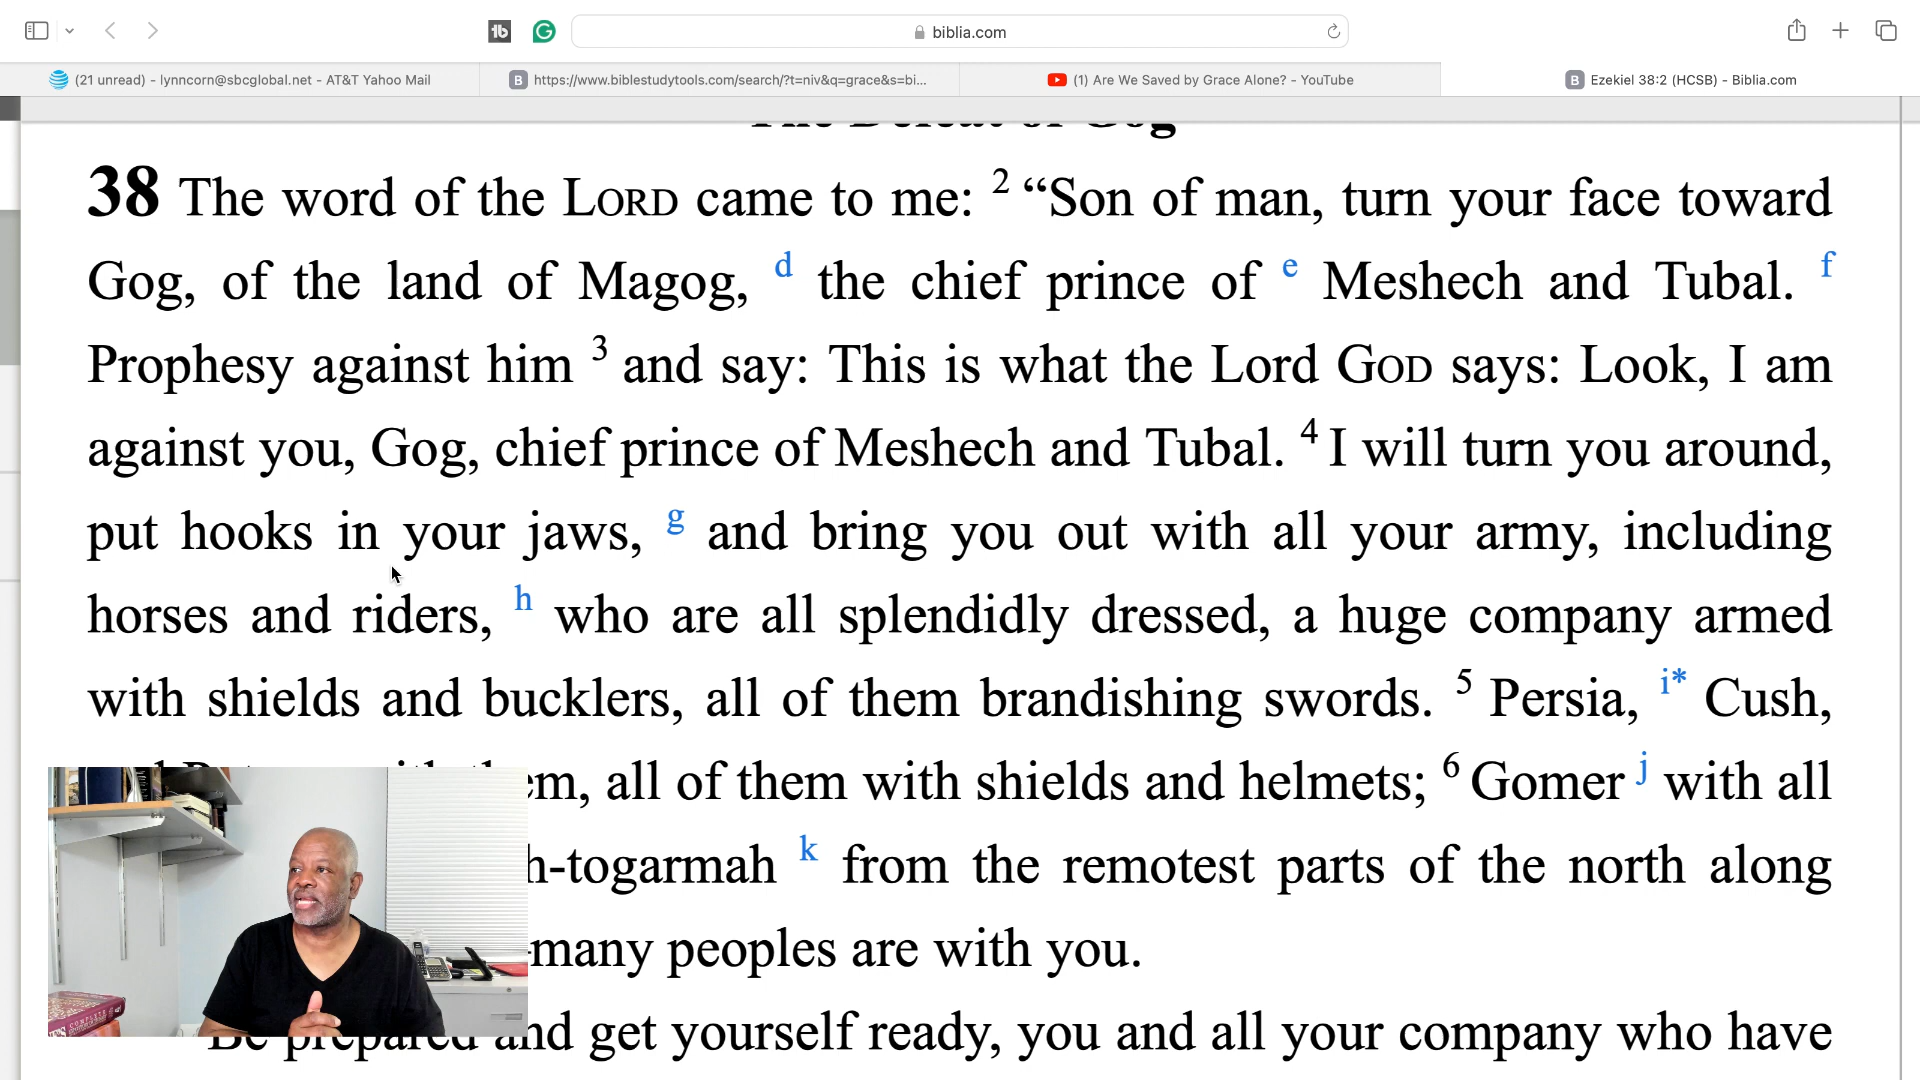 biblia.com
(21 unread) - lynncorn@sbcglobal.net - AT&T Yahoo Mail
https://www.biblestudytools.com/search/?t=niv&q=grace&s=bi...
(1) Are We Saved by Grace Alone? - YouTube
Ezekiel 38:2 (HCSB) - Biblia.com
The Defeat of Gog
38 The word of the LORD came to me: 2 “Son of man, turn your face toward
Gog, of the land of Magog, d the chief prince of e Meshech and Tubal. f
Prophesy against him 3 and say: This is what the Lord GOD says: Look, I am
against you, Gog, chief prince of Meshech and Tubal. 4 I will turn you around,
put hooks in your jaws, g and bring you out with all your army, including
horses and riders, h who are all splendidly dressed, a huge company armed
with shields and bucklers, all of them brandishing swords. 5 Persia, i* Cush,
em, all of them with shields and helmets; 6 Gomer j with all
h-togarmah k from the remotest parts of the north along
many peoples are with you.
Be prepared and get yourself ready, you and all your company who have
COMPLETE